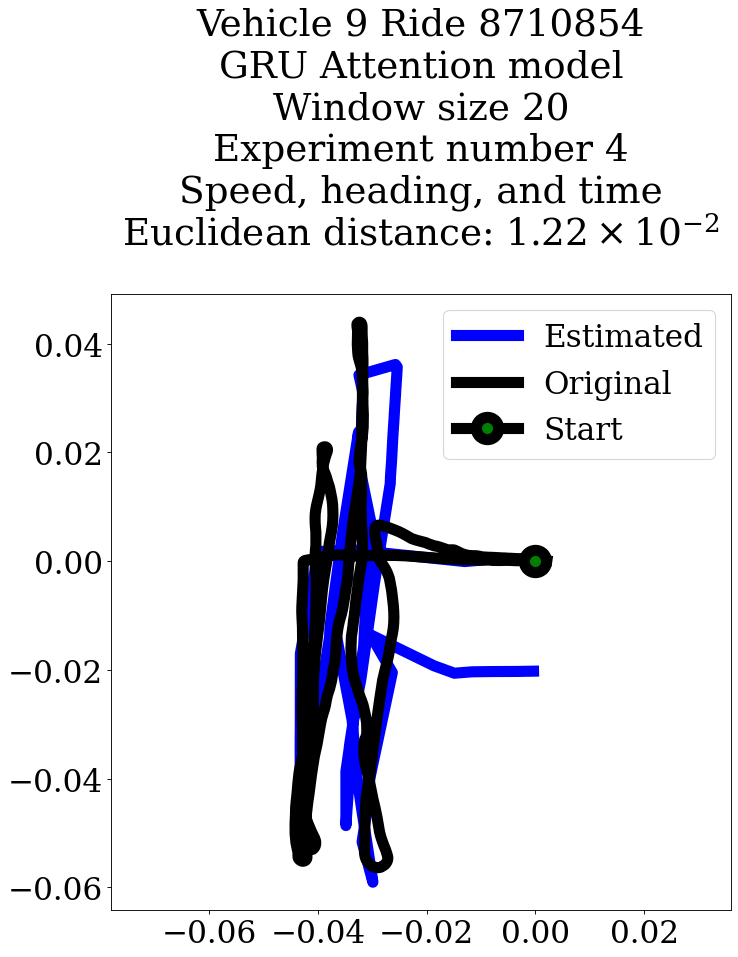 Vehicle 9 Ride 8710854
GRU Attention model
Window size 20
Experiment number 4
Speed, heading, and time
Euclidean distance: 1.22 × 10⁻²
Estimated
Original
Start
0.04
0.02
0.00
−0.02
−0.04
−0.06
−0.06 −0.04 −0.02 0.00 0.02